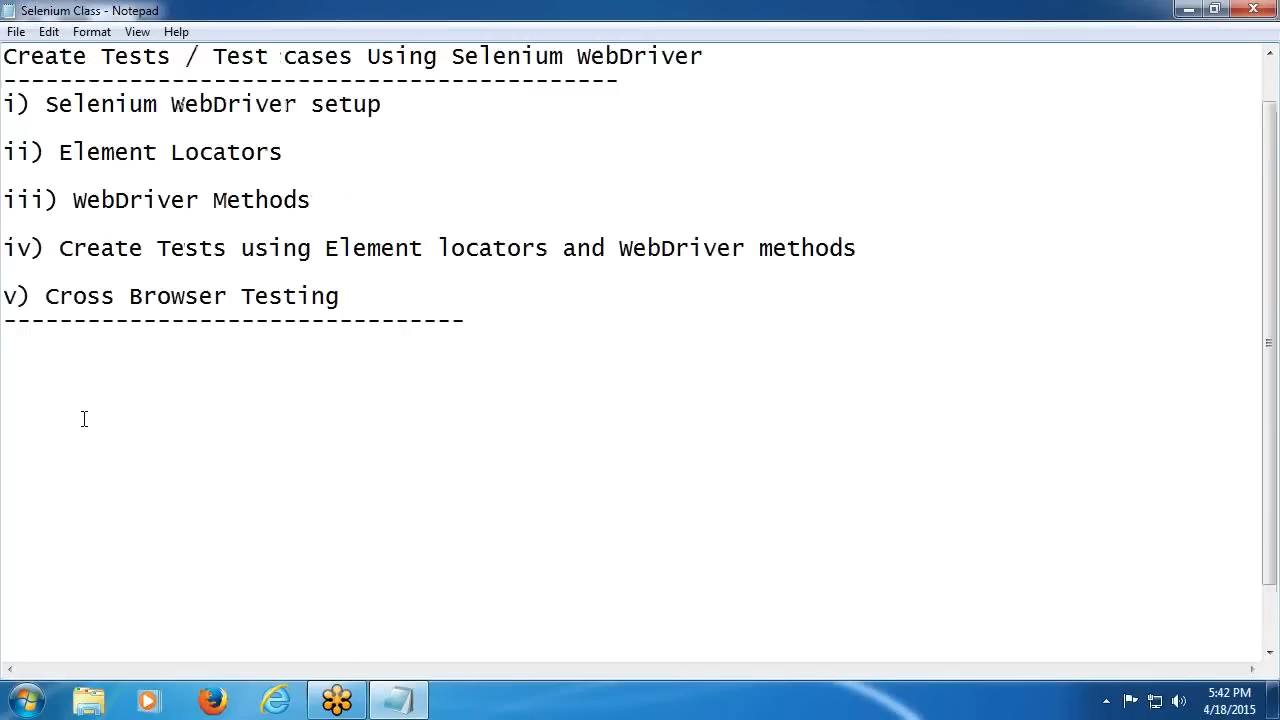 Selenium Class - Notepad
File Edit Format View Help
Create Tests / Test cases Using Selenium WebDriver
--------------------------------------------
i) Selenium WebDriver setup
ii) Element Locators
iii) WebDriver Methods
iv) Create Tests using Element locators and WebDriver methods
v) Cross Browser Testing
---------------------------------
5:42 PM
4/18/2015